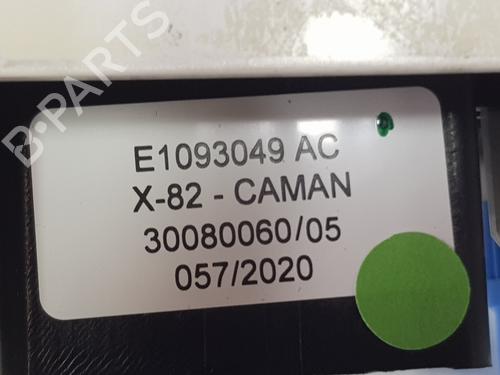 B-PARTS
E1093049 AC
X-82 - CAMAN
30080060/05
057/2020